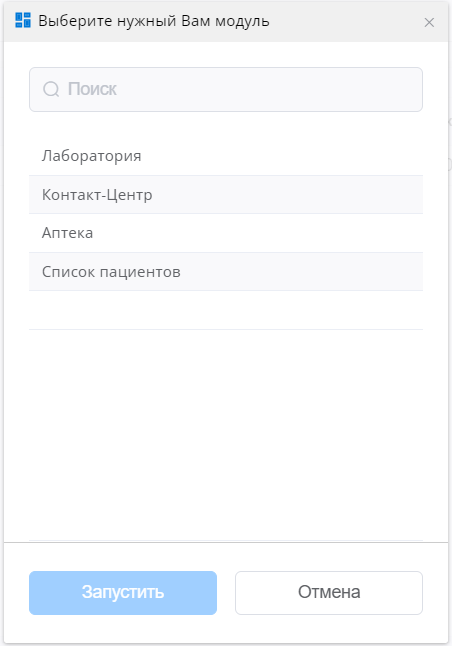 Выберите нужный Вам модуль
Поиск
Лаборатория
Контакт-Центр
Аптека
Список пациентов
Запустить
Отмена